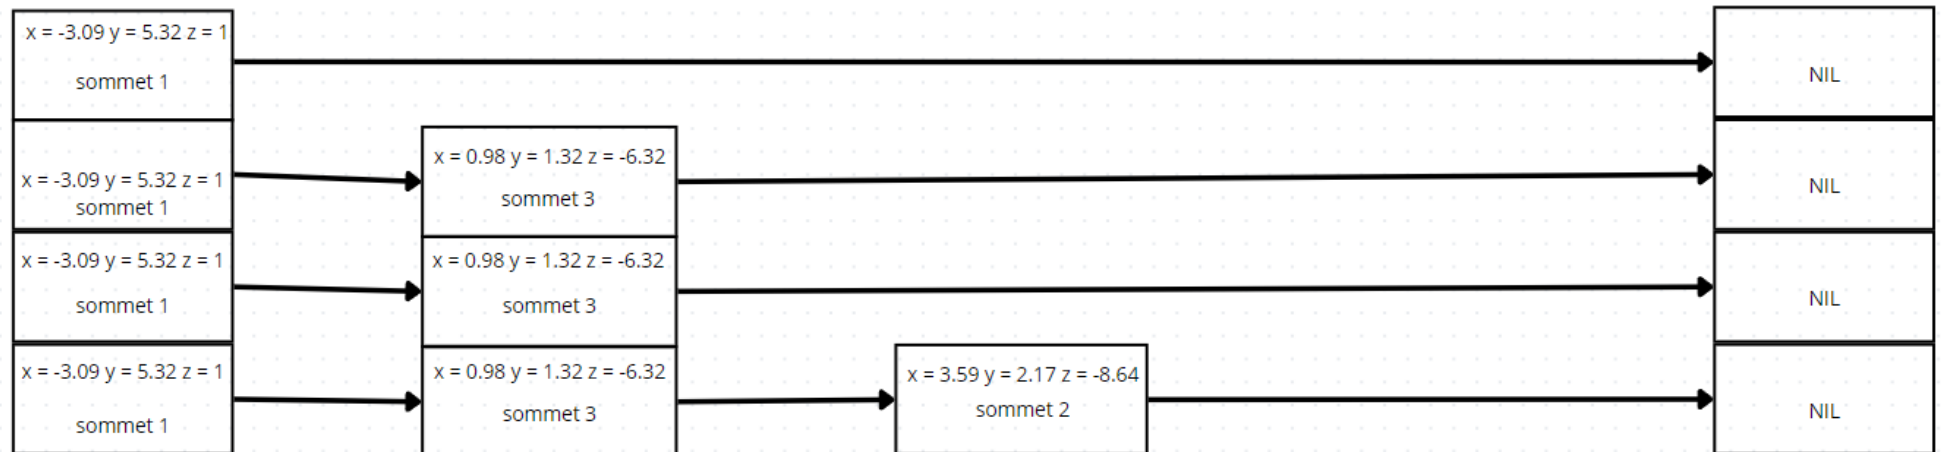 x = -3.09 y = 5.32 z = 1
sommet 1
NIL
x = -3.09 y = 5.32 z = 1
sommet 1
x = 0.98 y = 1.32 z = -6.32
sommet 3
NIL
x = -3.09 y = 5.32 z = 1
sommet 1
x = 0.98 y = 1.32 z = -6.32
sommet 3
NIL
x = -3.09 y = 5.32 z = 1
sommet 1
x = 0.98 y = 1.32 z = -6.32
sommet 3
x = 3.59 y = 2.17 z = -8.64
sommet 2
NIL